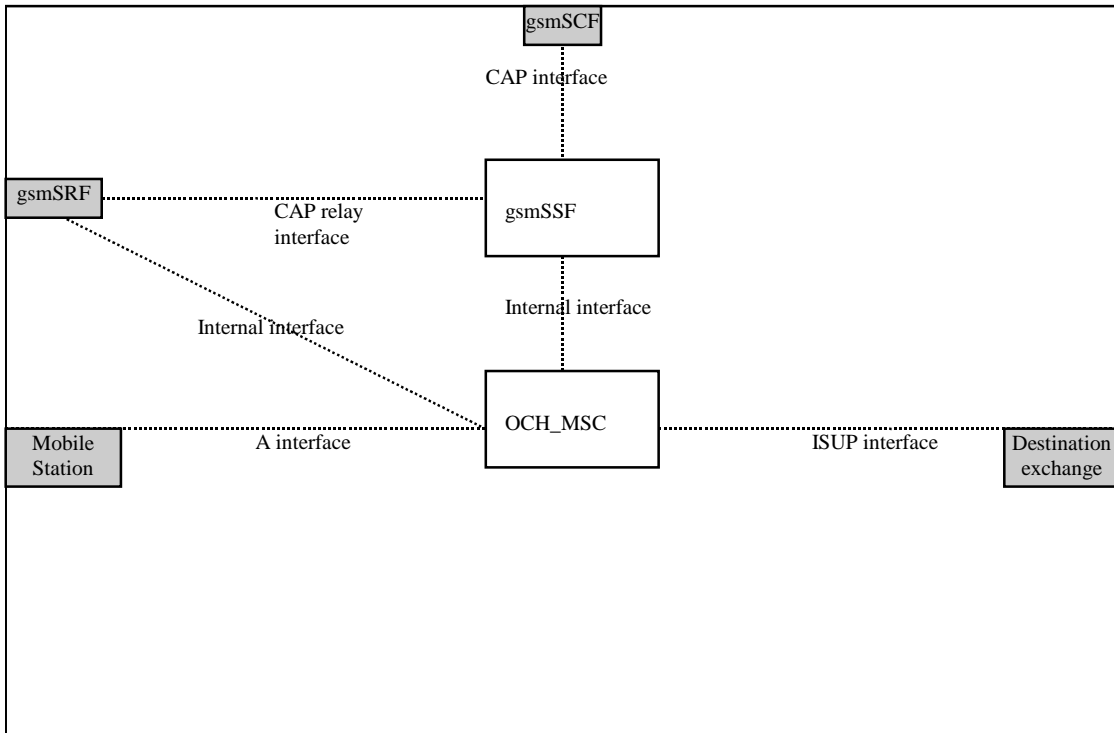 gsmSCF
CAP interface
gsmSRF
CAP relay
interface
gsmSSF
Internal interface
Internal interface
OCH_MSC
Mobile
Station
A interface
ISUP interface
Destination
exchange